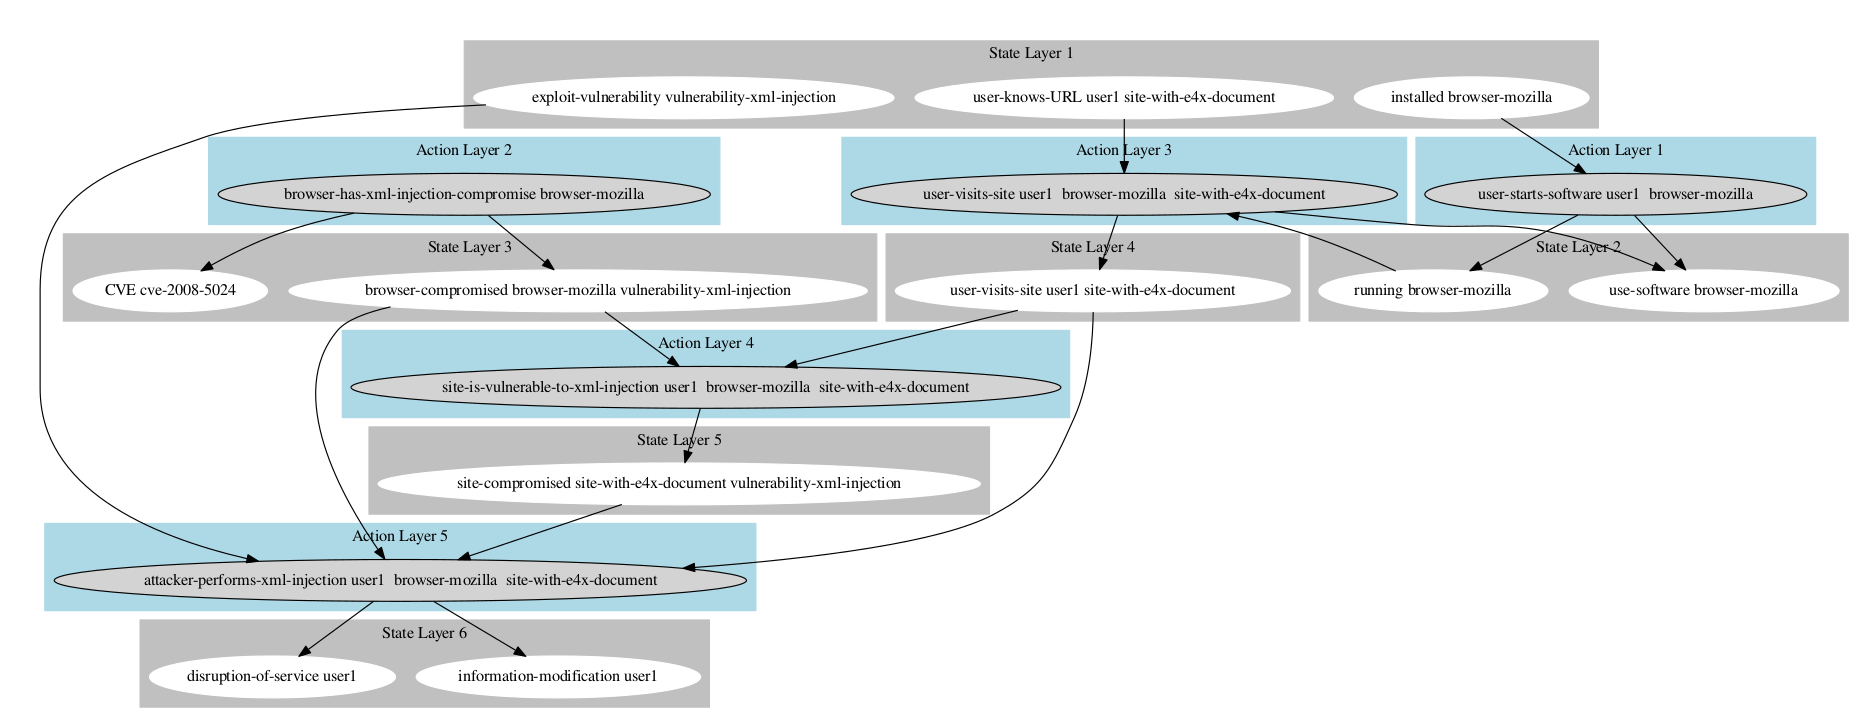 State Layer 1
exploit-vulnerability vulnerability-xml-injection
user-knows-URL user1 site-with-e4x-document
installed browser-mozilla
Action Layer 2
browser-has-xml-injection-compromise browser-mozilla
Action Layer 3
user-visits-site user1 browser-mozilla site-with-e4x-document
Action Layer 1
user-starts-software user1 browser-mozilla
State Layer 3
CVE cve-2008-5024
browser-compromised browser-mozilla vulnerability-xml-injection
State Layer 4
user-visits-site user1 site-with-e4x-document
State Layer 2
running browser-mozilla
use-software browser-mozilla
Action Layer 4
site-is-vulnerable-to-xml-injection user1 browser-mozilla site-with-e4x-document
State Layer 5
site-compromised site-with-e4x-document vulnerability-xml-injection
Action Layer 5
attacker-performs-xml-injection user1 browser-mozilla site-with-e4x-document
State Layer 6
disruption-of-service user1
information-modification user1